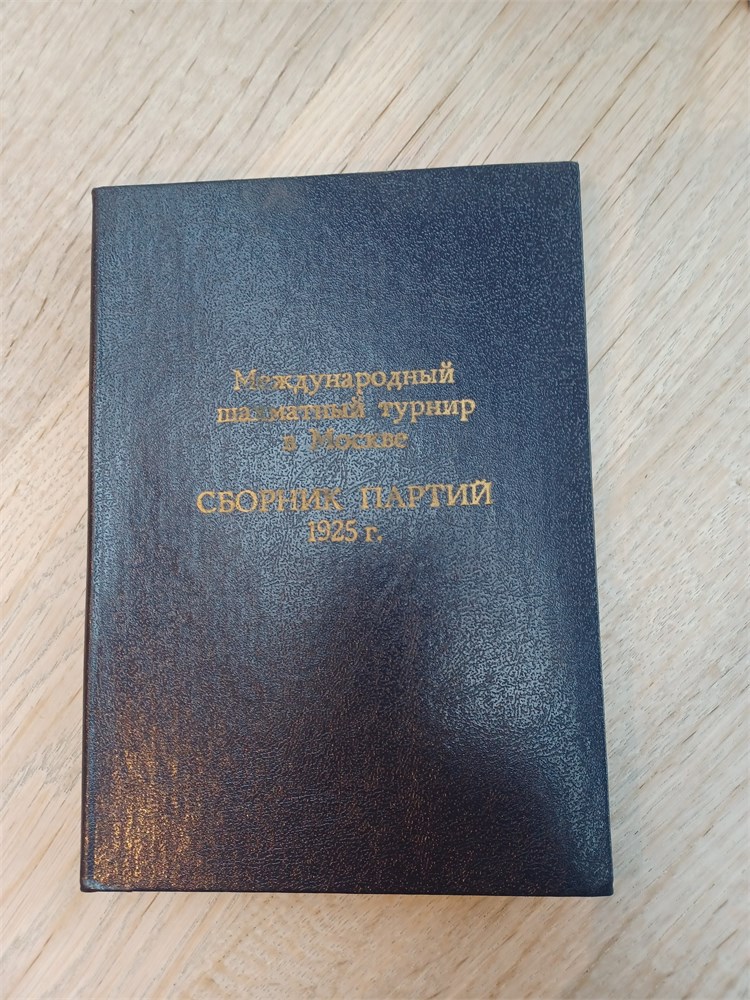 Международный
шахматный турнир
в Москве
СБОРНИК ПАРТИЙ
1925 г.